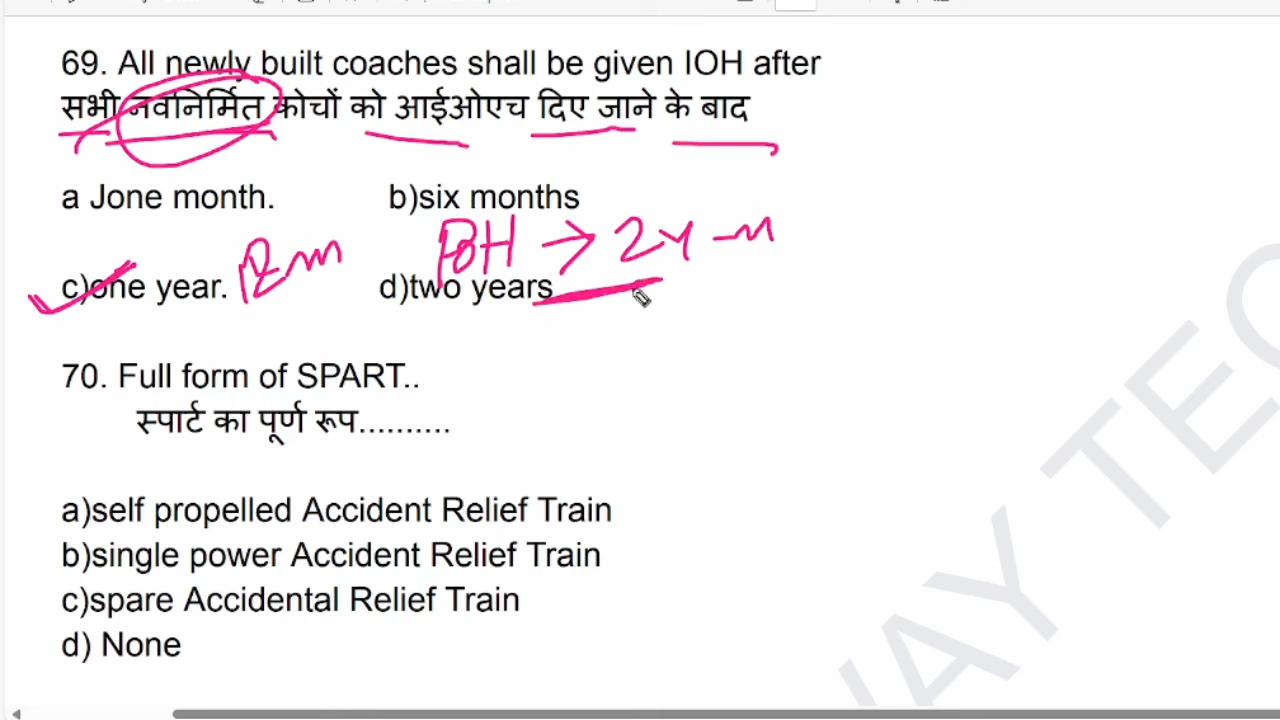 69. All newly built coaches shall be given IOH after
सभी नवनिर्मित कोचों को आईओएच दिए जाने के बाद
a Jone month. b)six months
POH → 2Y -n
c)one year. 12m d)two years
70. Full form of SPART..
स्पार्ट का पूर्ण रूप..........
a)self propelled Accident Relief Train
b)single power Accident Relief Train
c)spare Accidental Relief Train
d) None